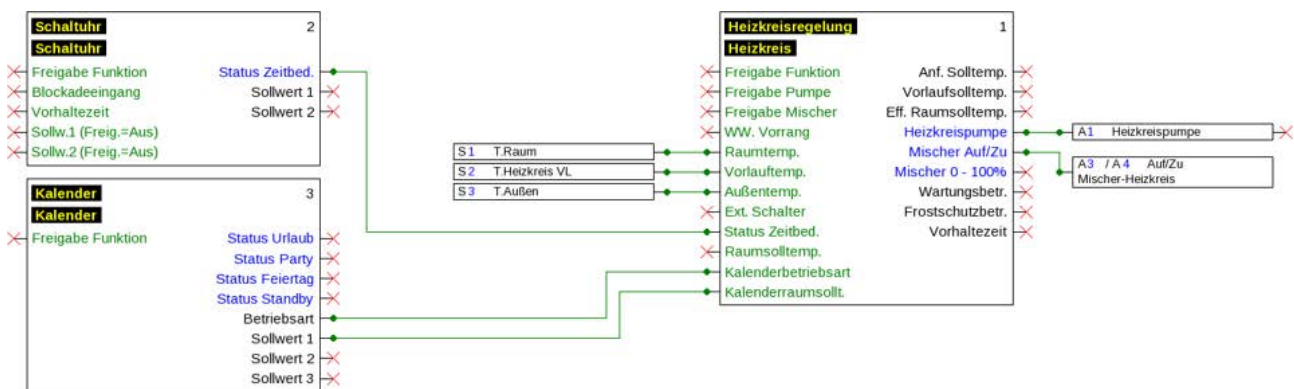 Schaltuhr 2
Schaltuhr
Freigabe Funktion Status Zeitbed.
Blockadeeingang Sollwert 1
Vorhaltezeit Sollwert 2
Sollw.1 (Freig.=Aus)
Sollw.2 (Freig.=Aus)
Kalender 3
Kalender
Freigabe Funktion Status Urlaub
Status Party
Status Feiertag
Status Standby
Betriebsart
Sollwert 1
Sollwert 2
Sollwert 3
S1 T.Raum
S2 T.Heizkreis VL
S3 T.Außen
Heizkreisregelung 1
Heizkreis
Freigabe Funktion Anf. Solltemp.
Freigabe Pumpe Vorlaufsolltemp.
Freigabe Mischer Eff. Raumsolltemp.
WW. Vorrang Heizkreispumpe
Raumtemp. Mischer Auf/Zu
Vorlauftemp. Mischer 0 - 100%
Außentemp. Wartungsbetr.
Ext. Schalter Frostschutzbetr.
Status Zeitbed. Vorhaltezeit
Raumsolltemp.
Kalenderbetriebsart
Kalenderraumsollt.
A1 Heizkreispumpe
A3 / A4 Auf/Zu
Mischer-Heizkreis